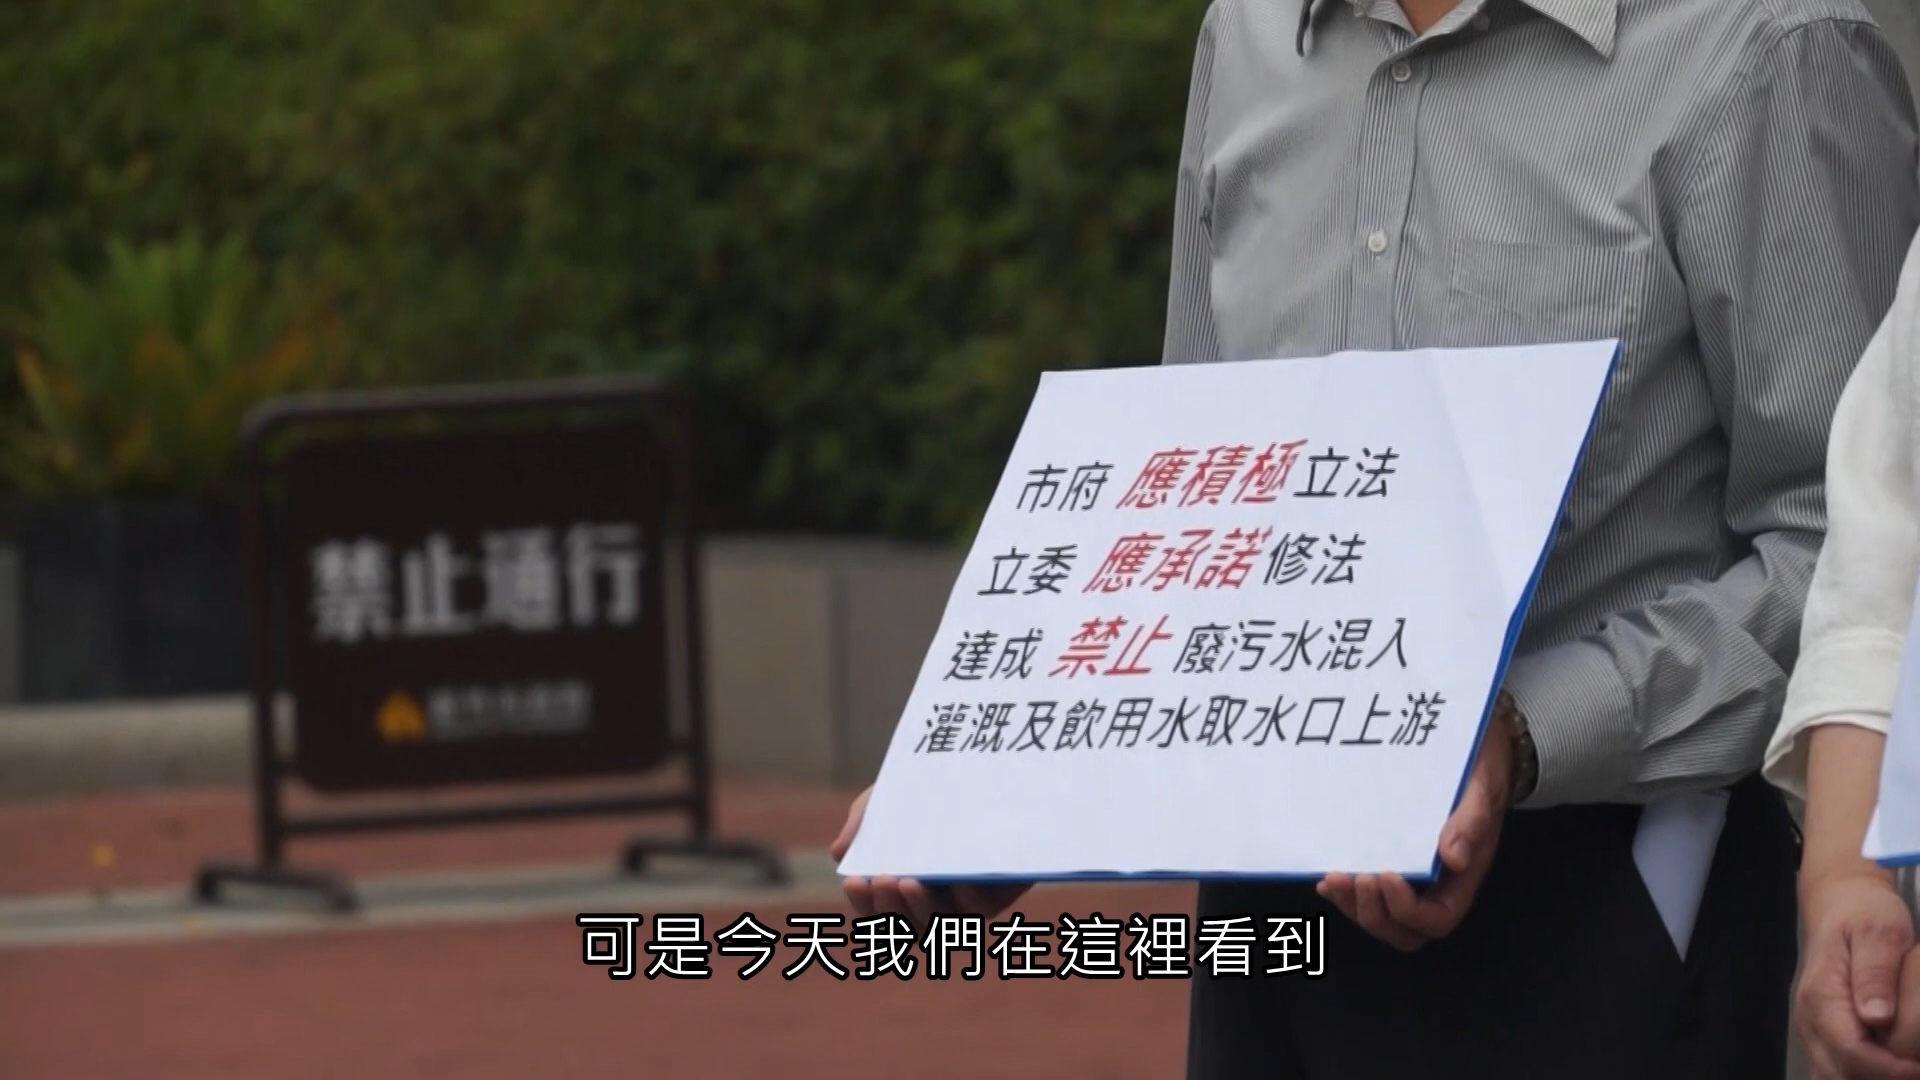 禁止通行
市府 應積極立法
立委 應承諾修法
達成 禁止 廢污水混入
灌溉及飲用水取水口上游
可是今天我們在這裡看到